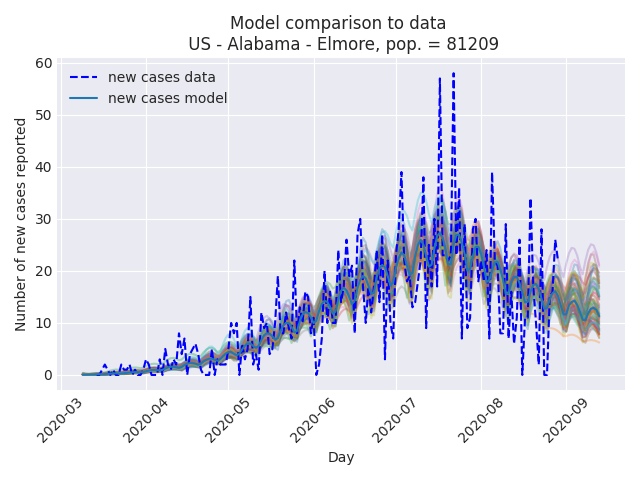 Model comparison to data
US - Alabama - Elmore, pop. = 81209
60
50
40
30
20
10
0
Number of new cases reported
new cases data
new cases model
2020-03
2020-04
2020-05
2020-06
2020-07
2020-08
2020-09
Day